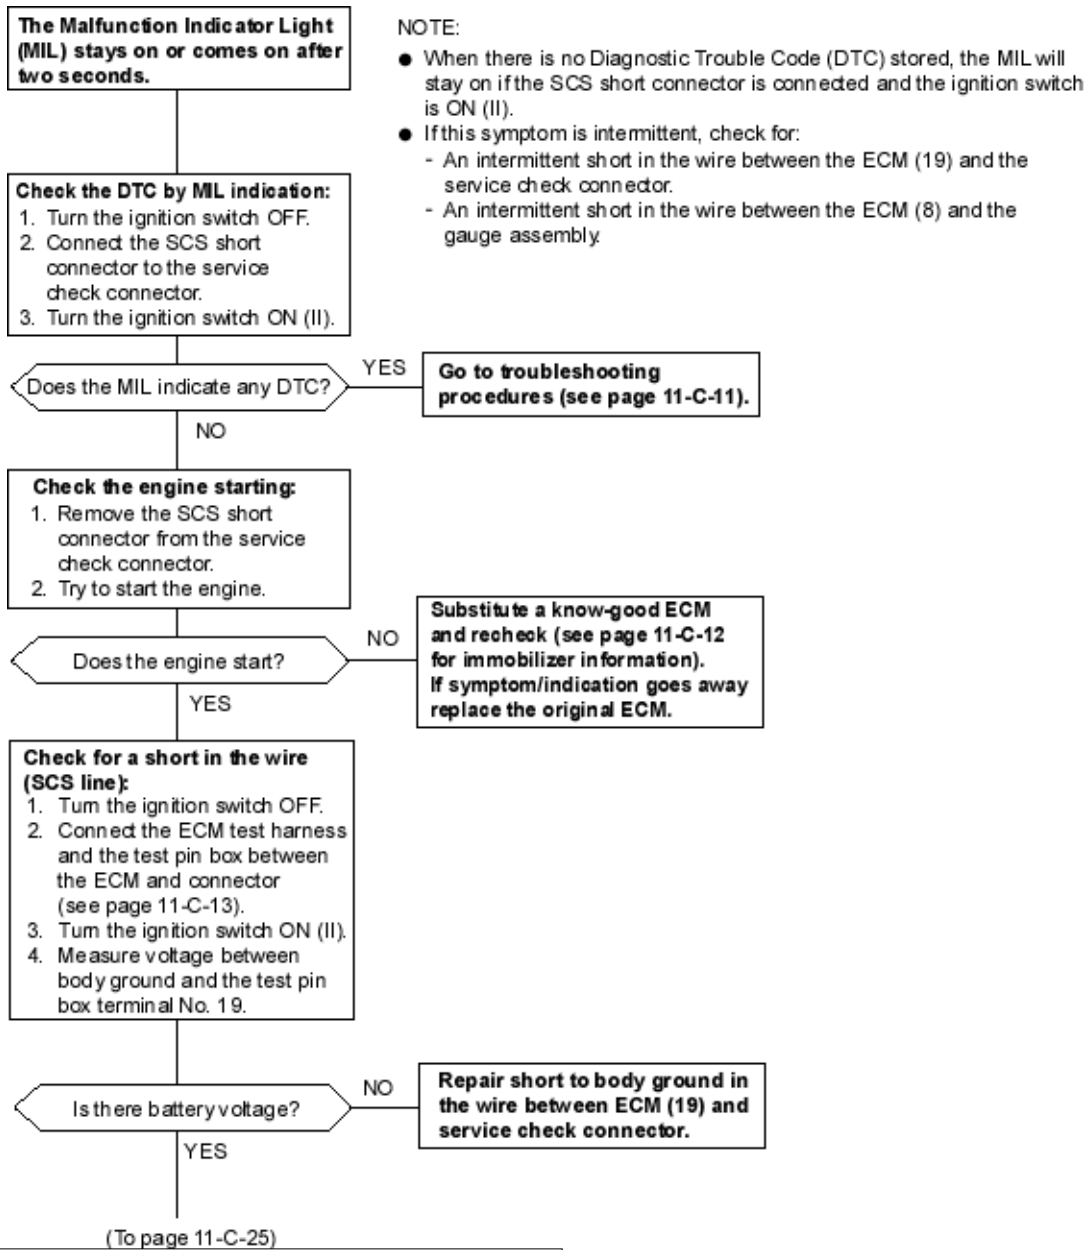 The Malfunction Indicator Light
(MIL) stays on or comes on after
two seconds.
NOTE:
● When there is no Diagnostic Trouble Code (DTC) stored, the MIL will
stay on if the SCS short connector is connected and the ignition switch
is ON (II).
● If this symptom is intermittent, check for:
- An intermittent short in the wire between the ECM (19) and the
service check connector.
- An intermittent short in the wire between the ECM (8) and the
gauge assembly.
Check the DTC by MIL indication:
1. Turn the ignition switch OFF.
2. Connect the SCS short
connector to the service
check connector.
3. Turn the ignition switch ON (II).
Does the MIL indicate any DTC?
YES
Go to troubleshooting
procedures (see page 11-C-11).
NO
Check the engine starting:
1. Remove the SCS short
connector from the service
check connector.
2. Try to start the engine.
Does the engine start?
NO
Substitute a know-good ECM
and recheck (see page 11-C-12
for immobilizer information).
If symptom/indication goes away
replace the original ECM.
YES
Check for a short in the wire
(SCS line):
1. Turn the ignition switch OFF.
2. Connect the ECM test harness
and the test pin box between
the ECM and connector
(see page 11-C-13).
3. Turn the ignition switch ON (II).
4. Measure voltage between
body ground and the test pin
box terminal No. 19.
Is there battery voltage?
NO
Repair short to body ground in
the wire between ECM (19) and
service check connector.
YES
(To page 11-C-25)